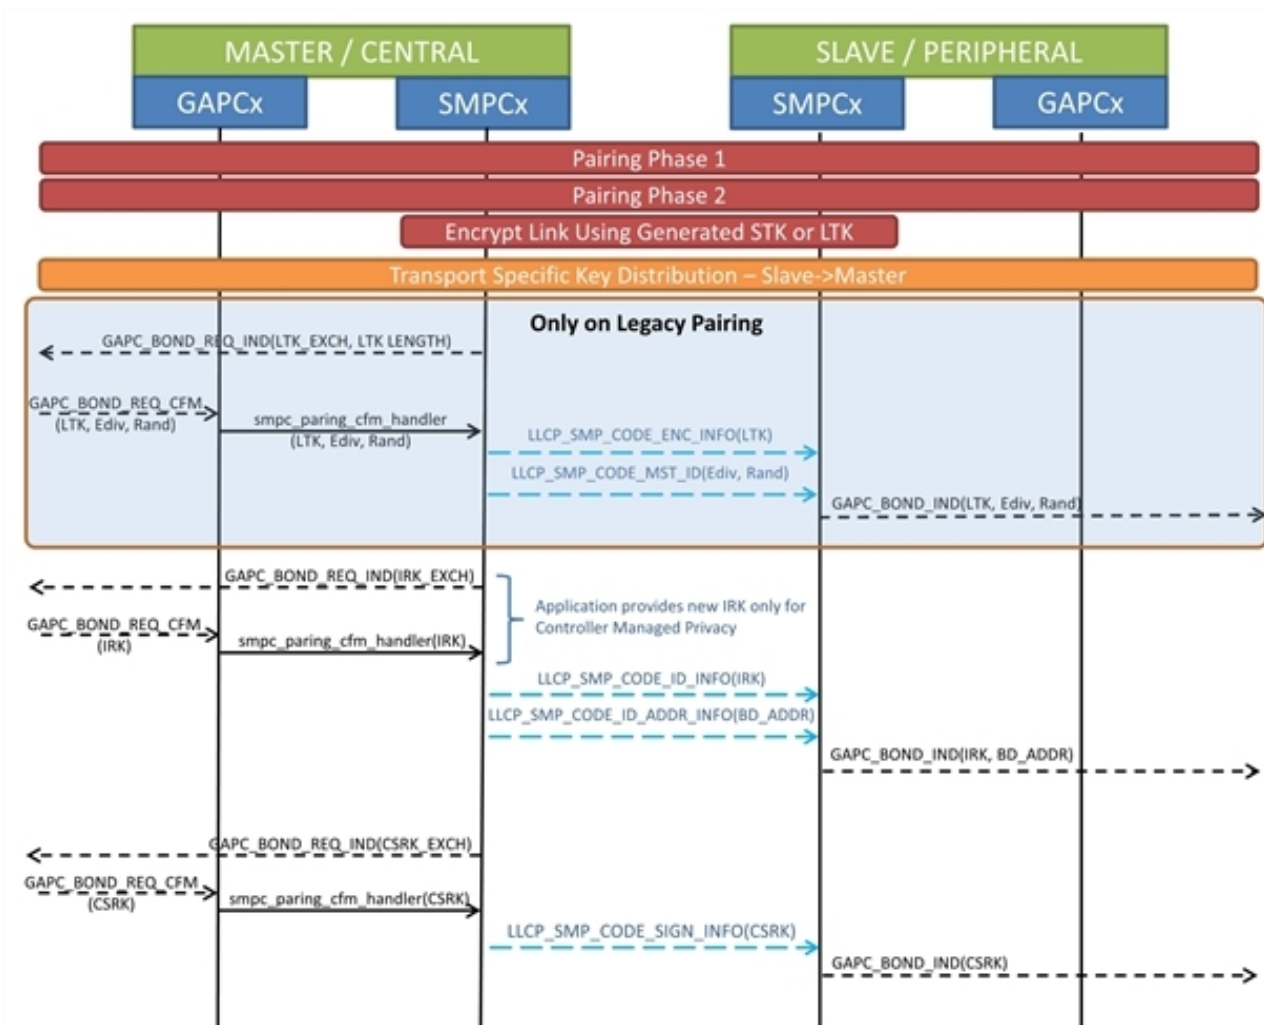 MASTER / CENTRAL
SLAVE / PERIPHERAL
GAPCx
SMPCx
SMPCx
GAPCx
Pairing Phase 1
Pairing Phase 2
Encrypt Link Using Generated STK or LTK
Transport Specific Key Distribution – Slave->Master
Only on Legacy Pairing
GAPC_BOND_REQ_IND(LTK_EXCH, LTK LENGTH)
GAPC_BOND_REQ_CFM
(LTK, Ediv, Rand)
smpc_paring_cfm_handler
(LTK, Ediv, Rand)
LLCP_SMP_CODE_ENC_INFO(LTK)
LLCP_SMP_CODE_MST_ID(Ediv, Rand)
GAPC_BOND_IND(LTK, Ediv, Rand)
GAPC_BOND_REQ_IND(IRK_EXCH)
Application provides new IRK only for
Controller Managed Privacy
GAPC_BOND_REQ_CFM
(IRK)
smpc_paring_cfm_handler(IRK)
LLCP_SMP_CODE_ID_INFO(IRK)
LLCP_SMP_CODE_ID_ADDR_INFO(BD_ADDR)
GAPC_BOND_IND(IRK, BD_ADDR)
GAPC_BOND_REQ_IND(CSRK_EXCH)
GAPC_BOND_REQ_CFM
(CSRK)
smpc_paring_cfm_handler(CSRK)
LLCP_SMP_CODE_SIGN_INFO(CSRK)
GAPC_BOND_IND(CSRK)